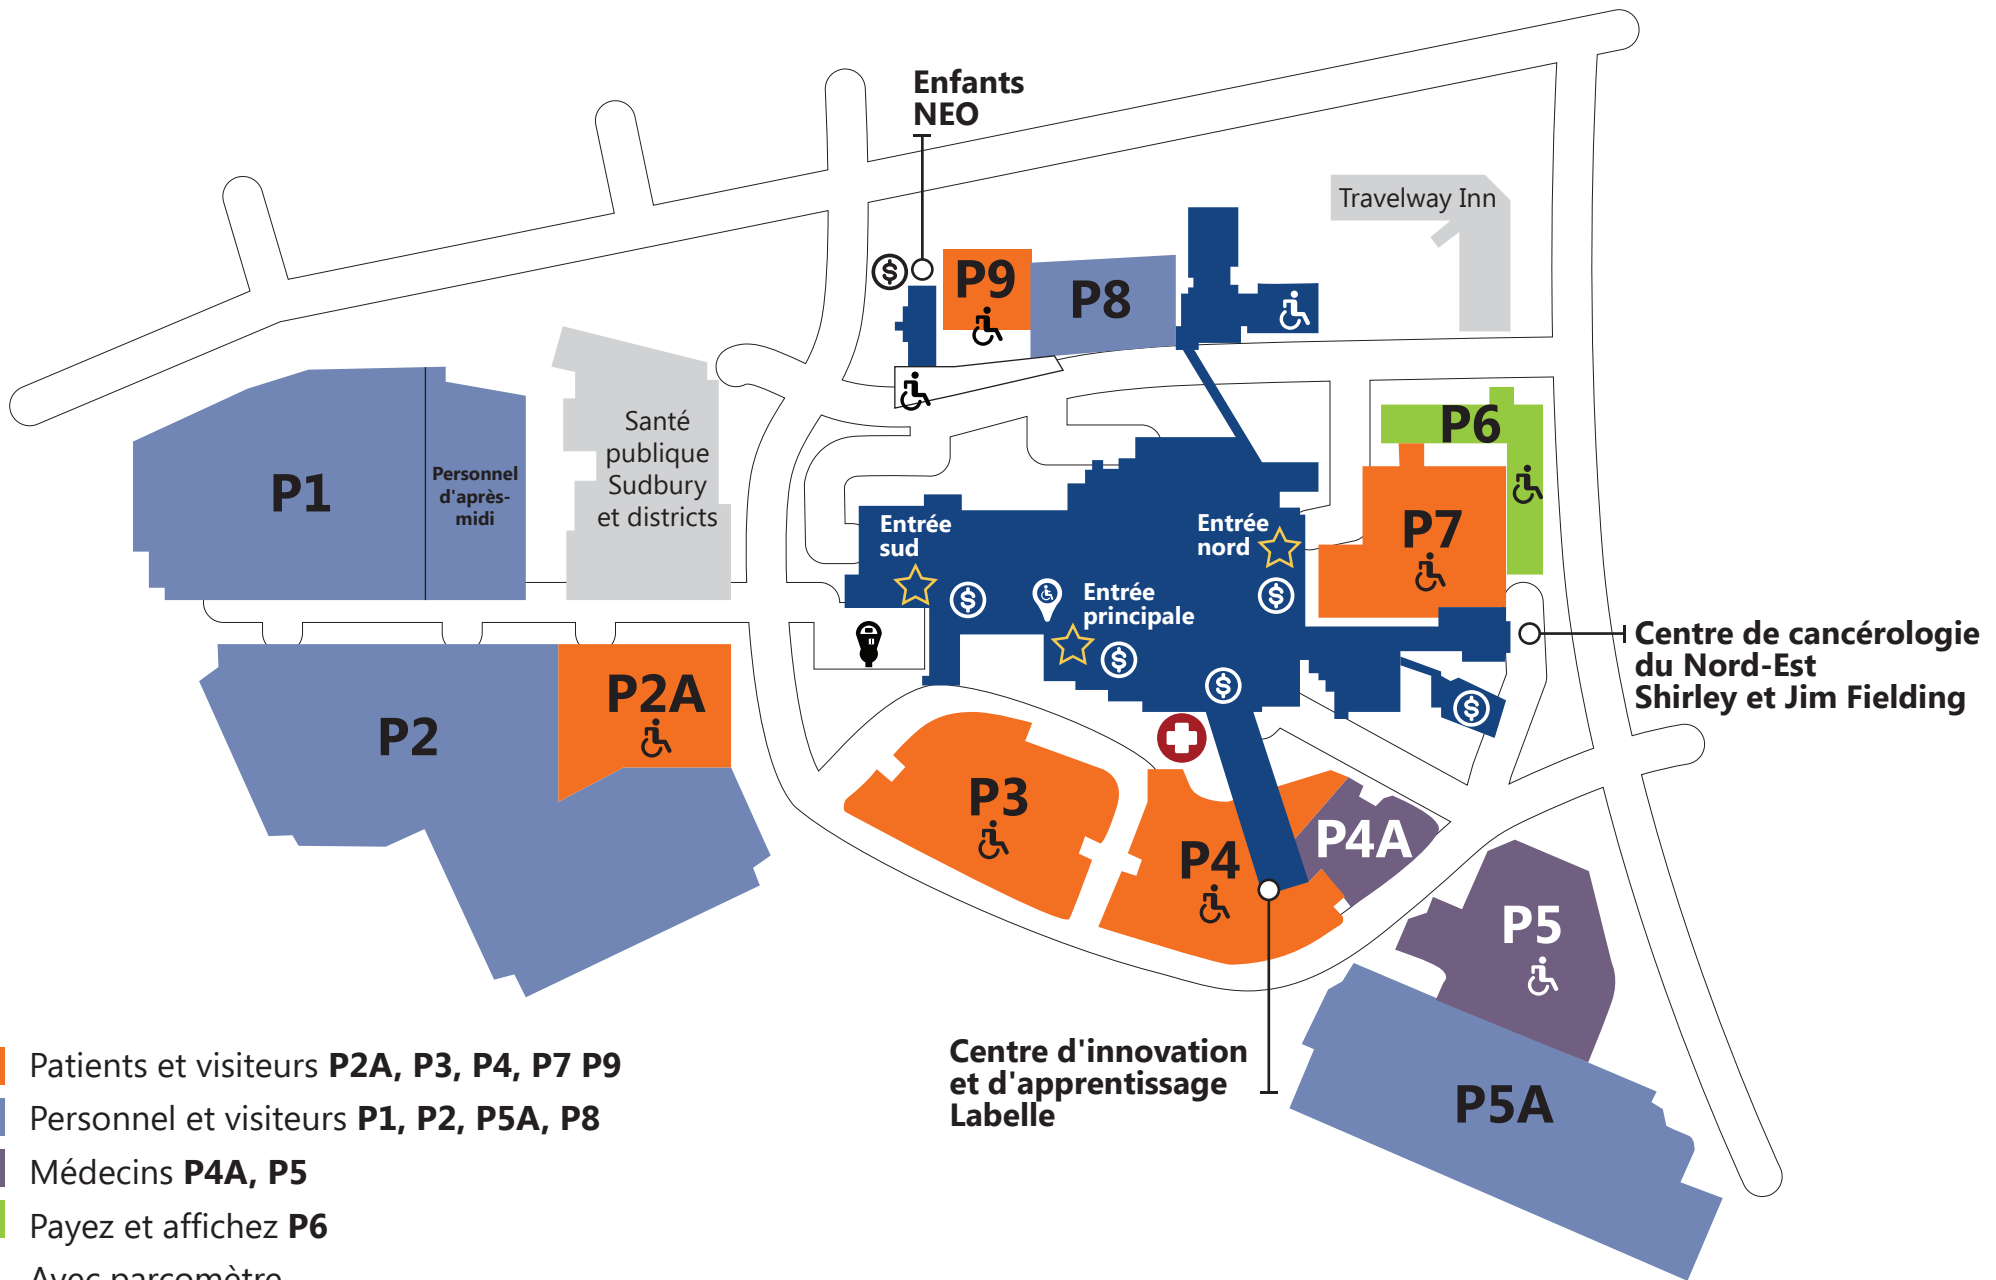 Enfants
NEO
Travelway Inn
P9
P8
Santé
publique
Sudbury
et districts
P6
P1
Personnel
d'après-
midi
Entrée
sud
Entrée
nord
P7
Entrée
principale
Centre de cancérologie
du Nord-Est
Shirley et Jim Fielding
P2A
P2
P3
P4
P4A
P5
Centre d'innovation
et d'apprentissage
Labelle
P5A
Patients et visiteurs P2A, P3, P4, P7 P9
Personnel et visiteurs P1, P2, P5A, P8
Médecins P4A, P5
Payez et affichez P6
Avec parcomètre